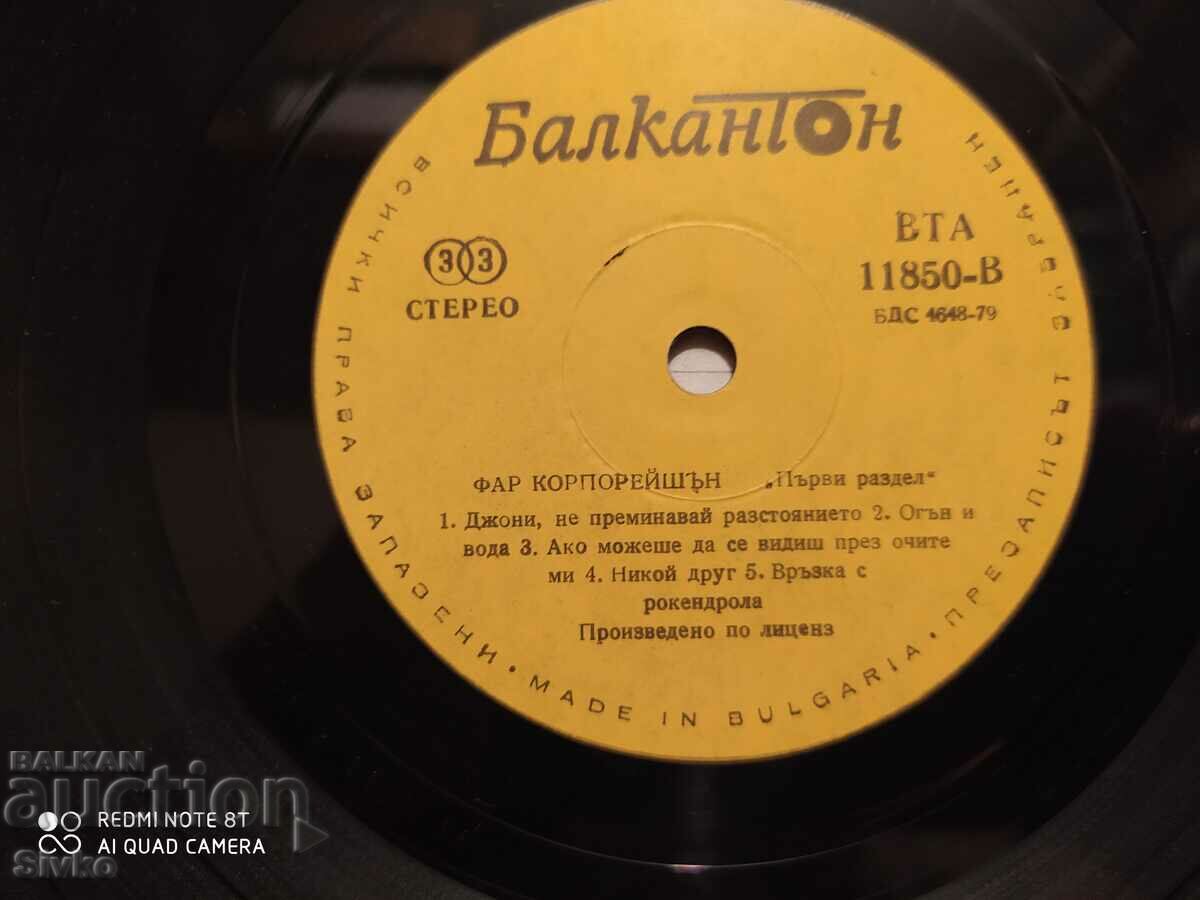 Балкантон
ВСИЧКИ ПРАВА ЗАПАЗЕНИ • MADE IN BULGARIA • ПРЕЗАПИСЪТ ЗАБРАНЕН
33
СТЕРЕО
ВТА
11850-В
БДС 4648-79
ФАР КОРПОРЕЙШЪН „Първи раздел“
1. Джони, не преминавай разстоянието 2. Огън и
вода 3. Ако можеше да се видиш през очите
ми 4. Никой друг 5. Връзка с
рокендрола
Произведено по лиценз
BALKAN
auction
REDMI NOTE 8T
AI QUAD CAMERA
Sivko